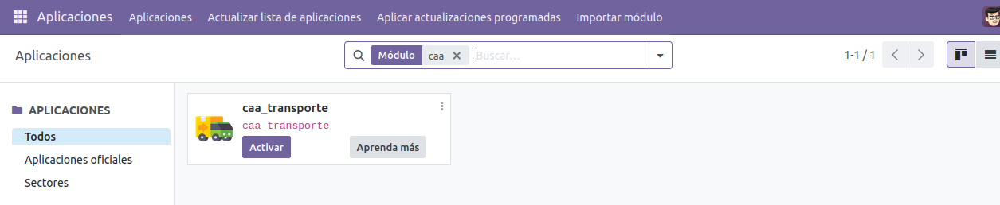 Aplicaciones Aplicaciones Actualizar lista de aplicaciones Aplicar actualizaciones programadas Importar módulo
Aplicaciones Módulo caa Buscar... 1-1 / 1
APLICACIONES
Todos
Aplicaciones oficiales
Sectores
caa_transporte
caa_transporte
Activar Aprenda más